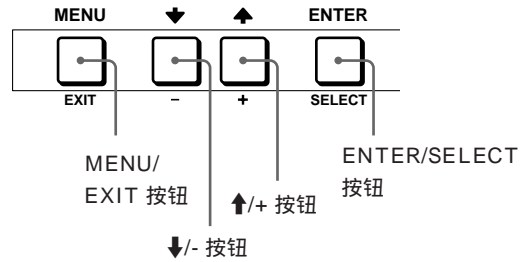 MENU ⬇ ⬆ ENTER
EXIT − + SELECT
MENU/
EXIT 按钮
ENTER/SELECT
按钮
⬆/+ 按钮
⬇/- 按钮